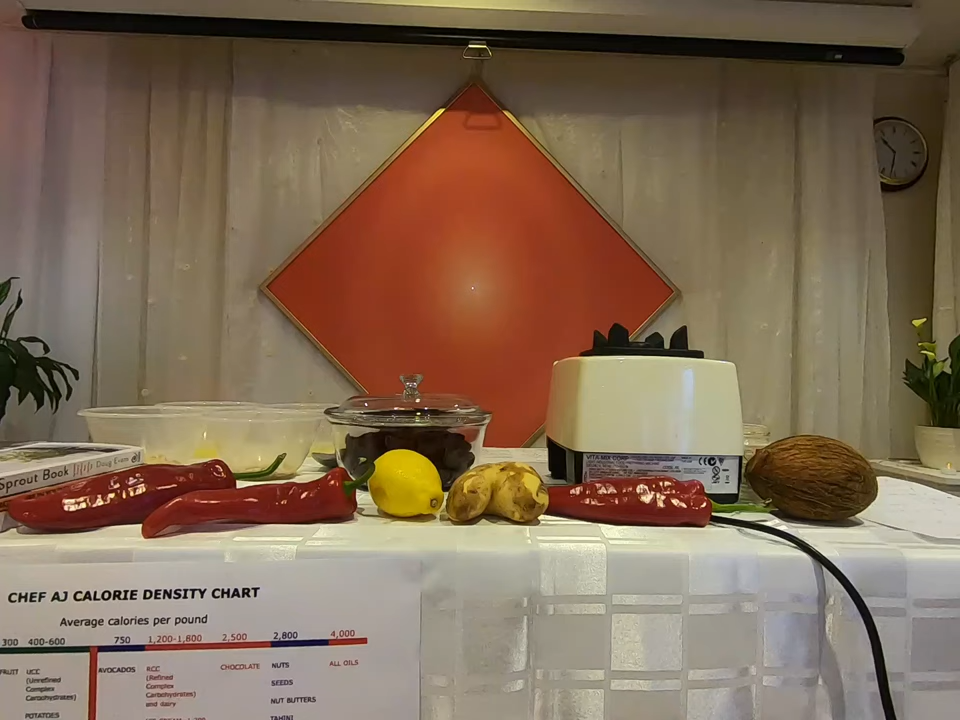 Sprout Book
Doug Evans
VITA-MIX CORP
CHEF AJ CALORIE DENSITY CHART
Average calories per pound
300 400-600 750 1,200-1,800 2,500 2,800 4,000
FRUIT UCC AVOCADOS RCC CHOCOLATE NUTS ALL OILS
(Unrefined
Complex
Carbohydrates)
(Refined
Complex
Carbohydrates
and dairy
SEEDS
NUT BUTTERS
POTATOES
TAHINI